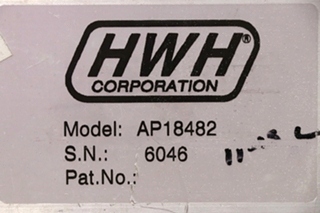 HWH®
CORPORATION
Model: AP18482
S.N.: 6046
Pat.No.: